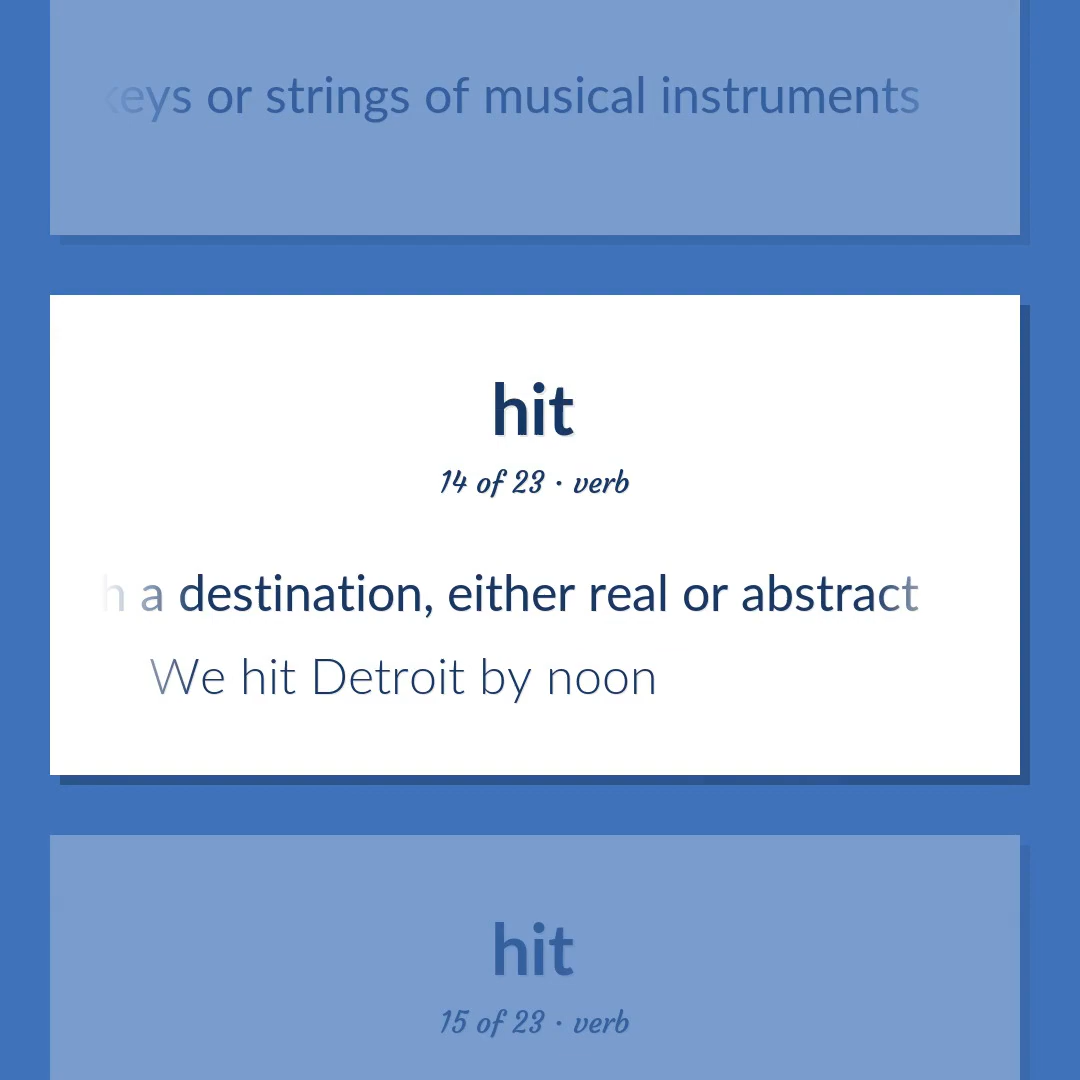 keys or strings of musical instruments
hit
14 of 23 · verb
h a destination, either real or abstract
We hit Detroit by noon
hit
15 of 23 · verb